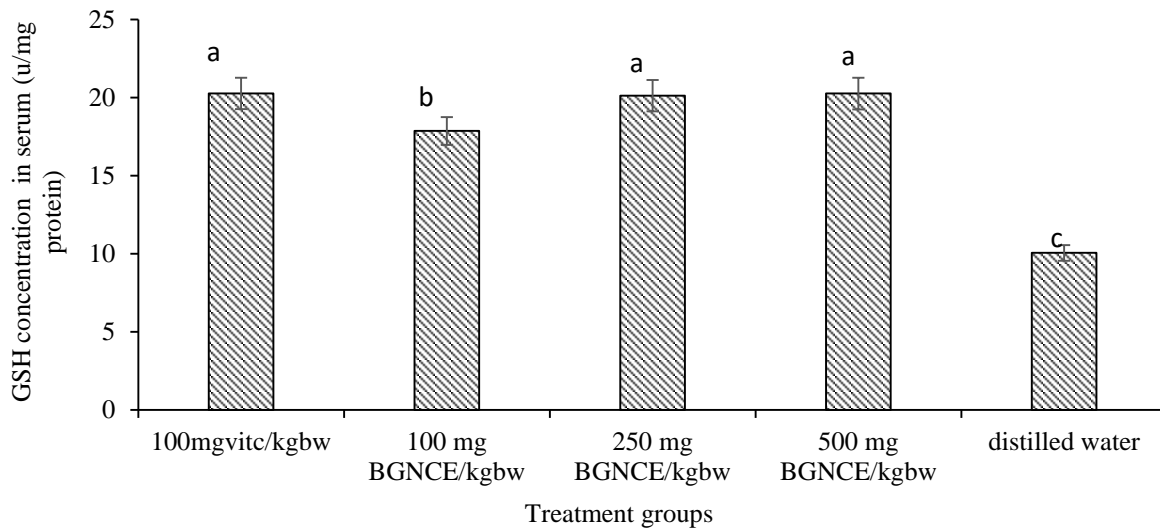 GSH concentration in serum (u/mg
protein)
25
20
15
10
5
0
a
b
a
a
c
100mgvitc/kgbw
100 mg
BGNCE/kgbw
250 mg
BGNCE/kgbw
500 mg
BGNCE/kgbw
distilled water
Treatment groups